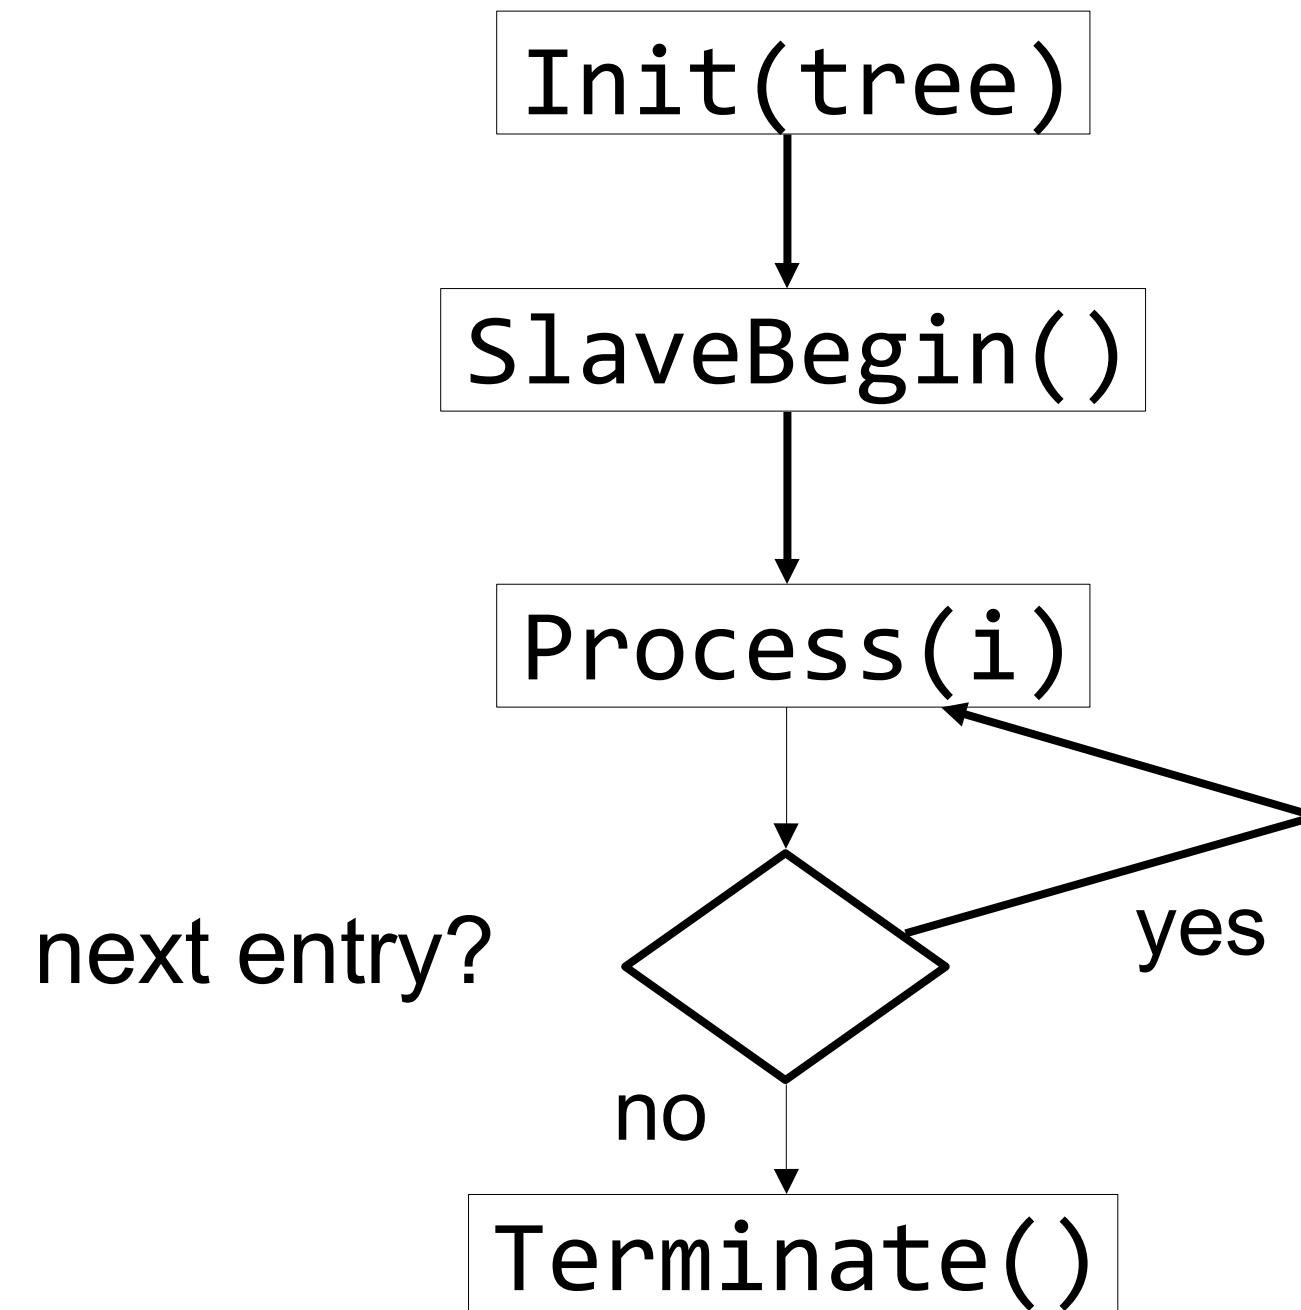 Init(tree)
SlaveBegin()
Process(i)
next entry?
yes
no
Terminate()